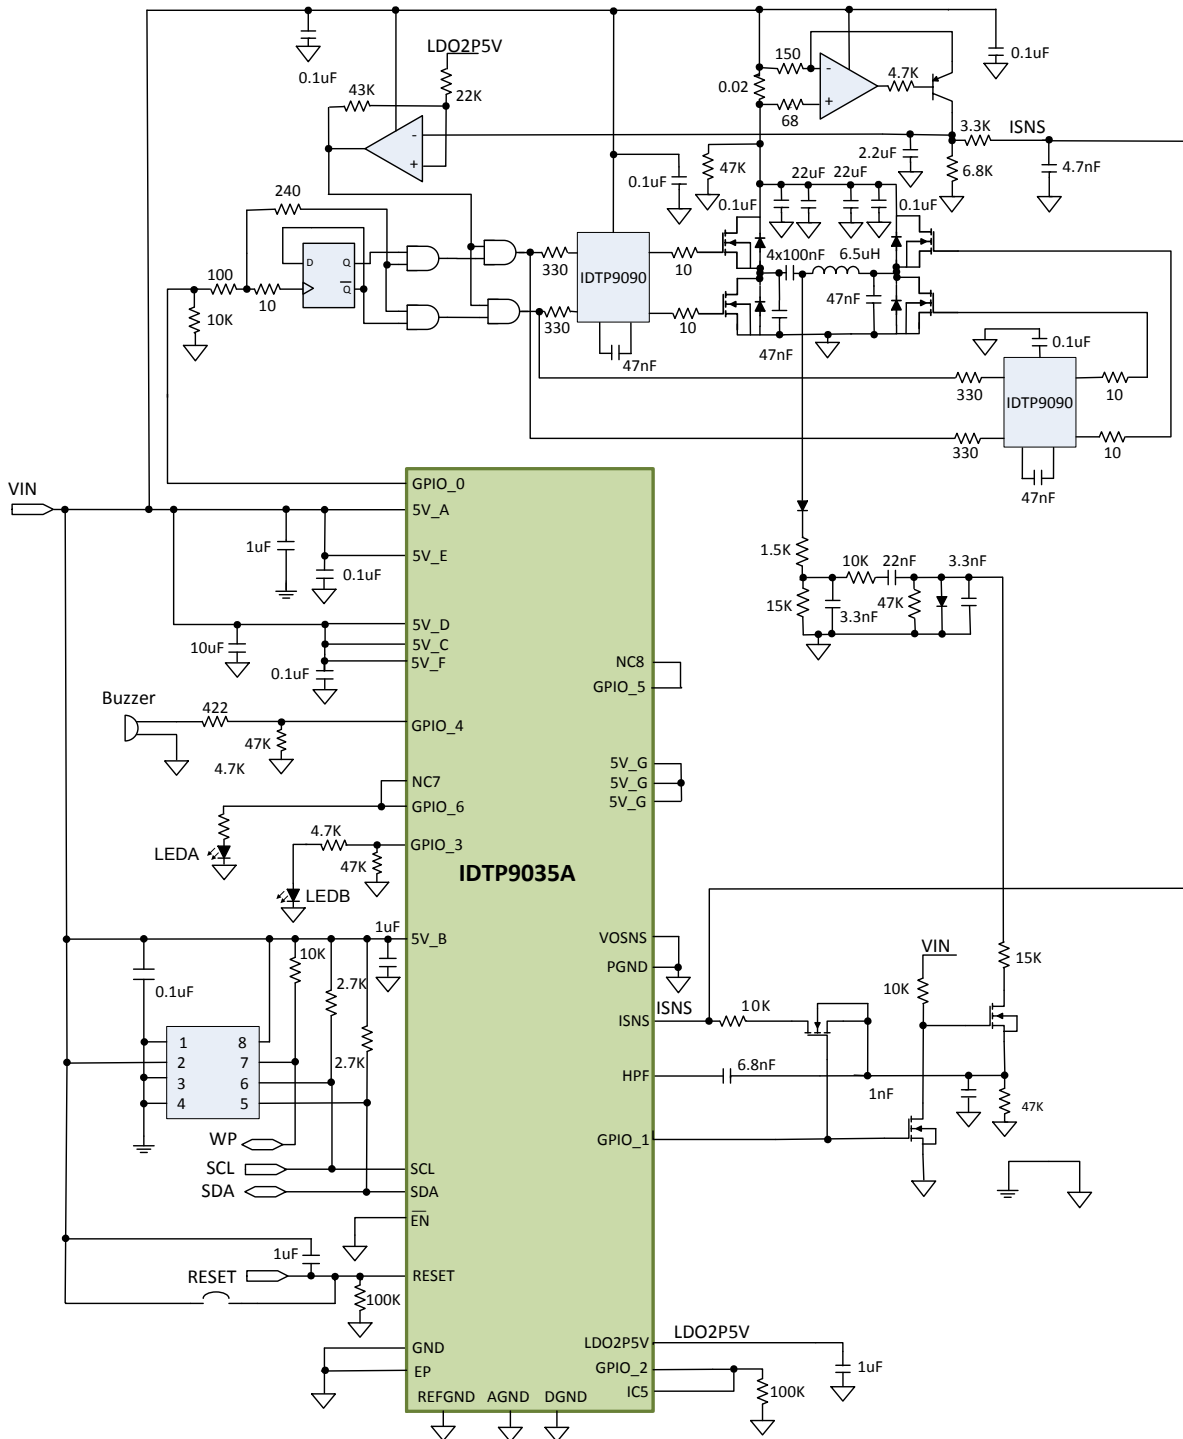 LDO2P5V
0.1uF
43K
22K
150
0.02
68
4.7K
0.1uF
3.3K
ISNS
2.2uF
6.8K
4.7nF
47K
0.1uF
22uF
22uF
0.1uF
0.1uF
240
D
Q
Q
100
10
10K
330
330
IDTP9090
47nF
10
10
4x100nF
6.5uH
47nF
47nF
0.1uF
IDTP9090
330
330
10
10
47nF
VIN
GPIO_0
5V_A
1uF
5V_E
0.1uF
5V_D
5V_C
5V_F
10uF
0.1uF
1.5K
10K
22nF
3.3nF
15K
3.3nF
47K
NC8
GPIO_5
Buzzer
422
47K
4.7K
GPIO_4
NC7
GPIO_6
5V_G
5V_G
5V_G
LEDA
4.7K
GPIO_3
47K
LEDB
IDTP9035A
1uF
5V_B
10K
2.7K
2.7K
0.1uF
1 8
2 7
3 6
4 5
WP
SCL
SDA
SCL
SDA
EN
VOSNS
PGND
ISNS
ISNS
10K
HPF
6.8nF
1nF
GPIO_1
VIN
10K
15K
47K
1uF
RESET
RESET
100K
GND
EP
REFGND AGND DGND
LDO2P5V
LDO2P5V
GPIO_2
IC5
1uF
100K